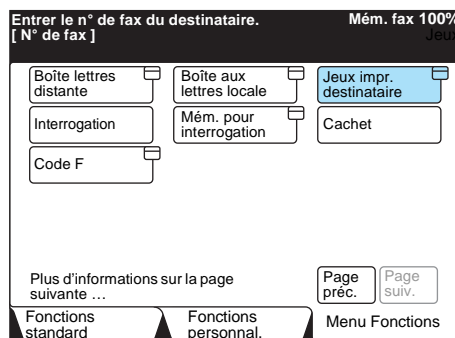 Entrer le n° de fax du destinataire. Mém. fax 100%
[ N° de fax ] Jeux
Boîte lettres distante
Boîte aux lettres locale
Jeux impr. destinataire
Interrogation
Mém. pour interrogation
Cachet
Code F
Plus d'informations sur la page suivante …
Page préc.
Page suiv.
Fonctions standard
Fonctions personnal.
Menu Fonctions